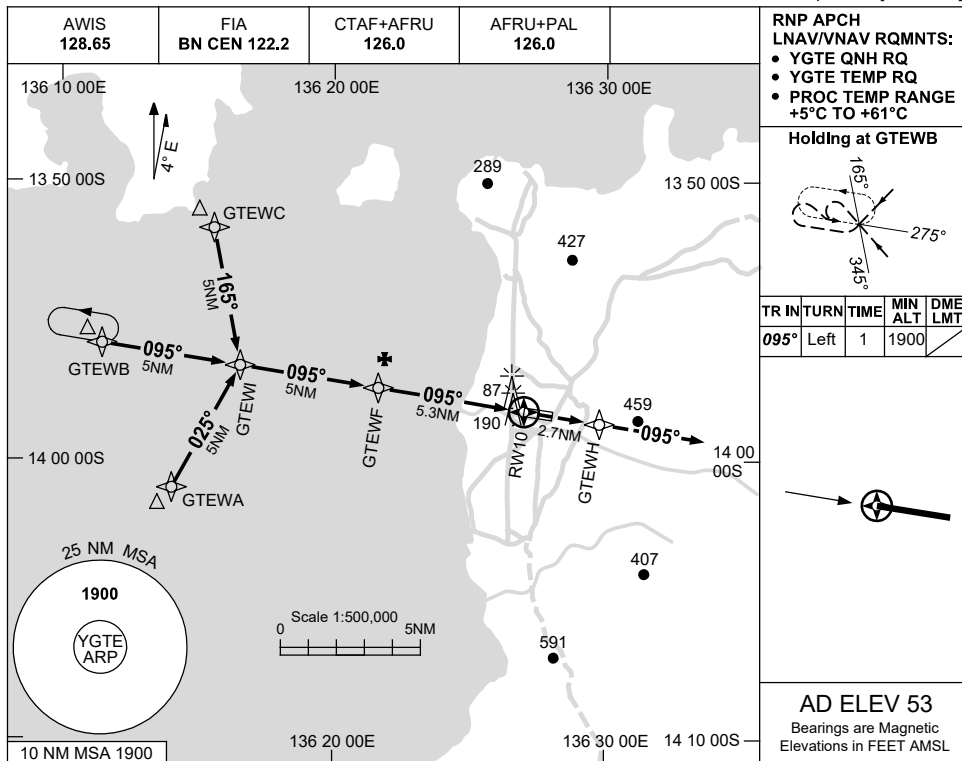 AWIS
128.65
FIA
BN CEN 122.2
CTAF+AFRU
126.0
AFRU+PAL
126.0
RNP APCH
LNAV/VNAV RQMNTS:
• YGTE QNH RQ
• YGTE TEMP RQ
• PROC TEMP RANGE
+5°C TO +61°C
136 10 00E
136 20 00E
136 30 00E
4° E
13 50 00S
13 50 00S
289
427
GTEWC
165°
5NM
GTEWB
095°
5NM
GTEWI
095°
5NM
GTEWF
095°
5.3NM
87
190
RW10
2.7NM
459
GTEWH
-095°
025°
5NM
GTEWA
14 00 00S
14 00
00S
407
591
25 NM MSA
1900
YGTE
ARP
10 NM MSA 1900
Scale 1:500,000
0
5NM
136 20 00E
136 30 00E
14 10 00S
Holding at GTEWB
165°
275°
345°
TR IN TURN TIME MIN ALT DME LMT
095° Left 1 1900
AD ELEV 53
Bearings are Magnetic
Elevations in FEET AMSL